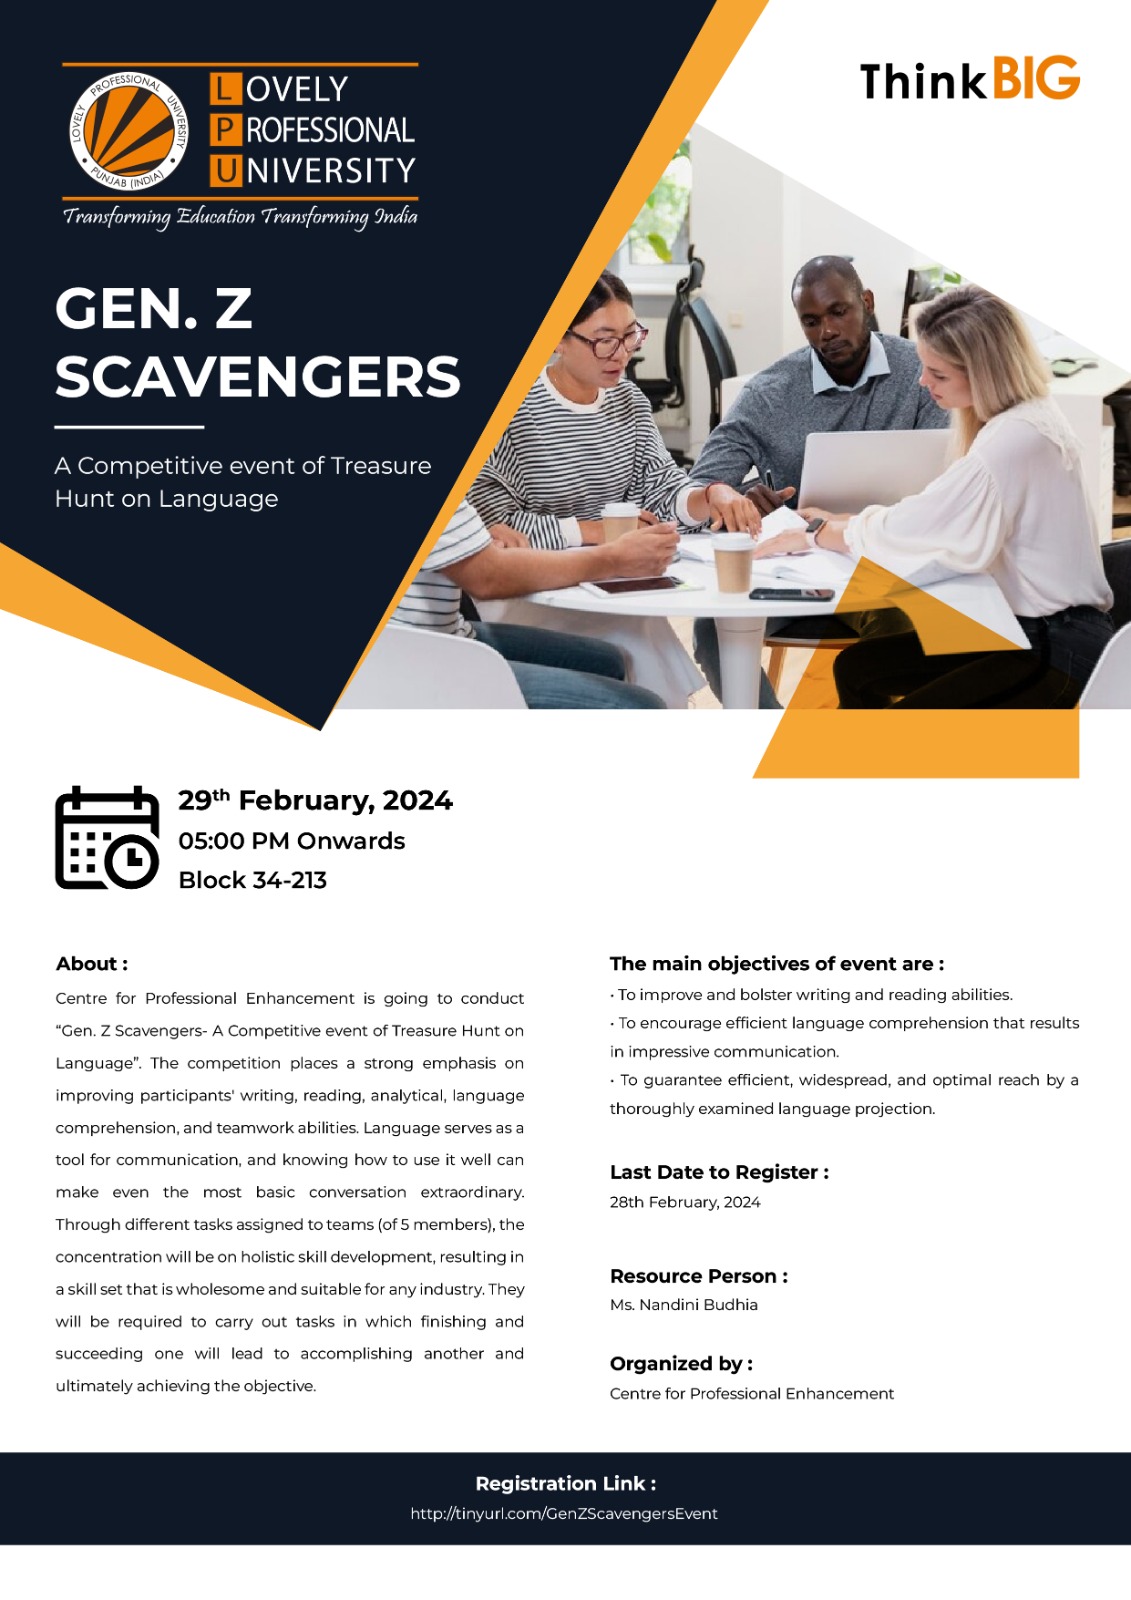 LOVELY PROFESSIONAL UNIVERSITY
PUNJAB (INDIA)
LOVELY
PROFESSIONAL
UNIVERSITY
Transforming Education Transforming India
ThinkBIG
GEN. Z
SCAVENGERS
A Competitive event of Treasure
Hunt on Language
29th February, 2024
05:00 PM Onwards
Block 34-213
About :
Centre for Professional Enhancement is going to conduct
“Gen. Z Scavengers- A Competitive event of Treasure Hunt on
Language”. The competition places a strong emphasis on
improving participants' writing, reading, analytical, language
comprehension, and teamwork abilities. Language serves as a
tool for communication, and knowing how to use it well can
make even the most basic conversation extraordinary.
Through different tasks assigned to teams (of 5 members), the
concentration will be on holistic skill development, resulting in
a skill set that is wholesome and suitable for any industry. They
will be required to carry out tasks in which finishing and
succeeding one will lead to accomplishing another and
ultimately achieving the objective.
The main objectives of event are :
• To improve and bolster writing and reading abilities.
• To encourage efficient language comprehension that results
in impressive communication.
• To guarantee efficient, widespread, and optimal reach by a
thoroughly examined language projection.
Last Date to Register :
28th February, 2024
Resource Person :
Ms. Nandini Budhia
Organized by :
Centre for Professional Enhancement
Registration Link :
http://tinyurl.com/GenZScavengersEvent